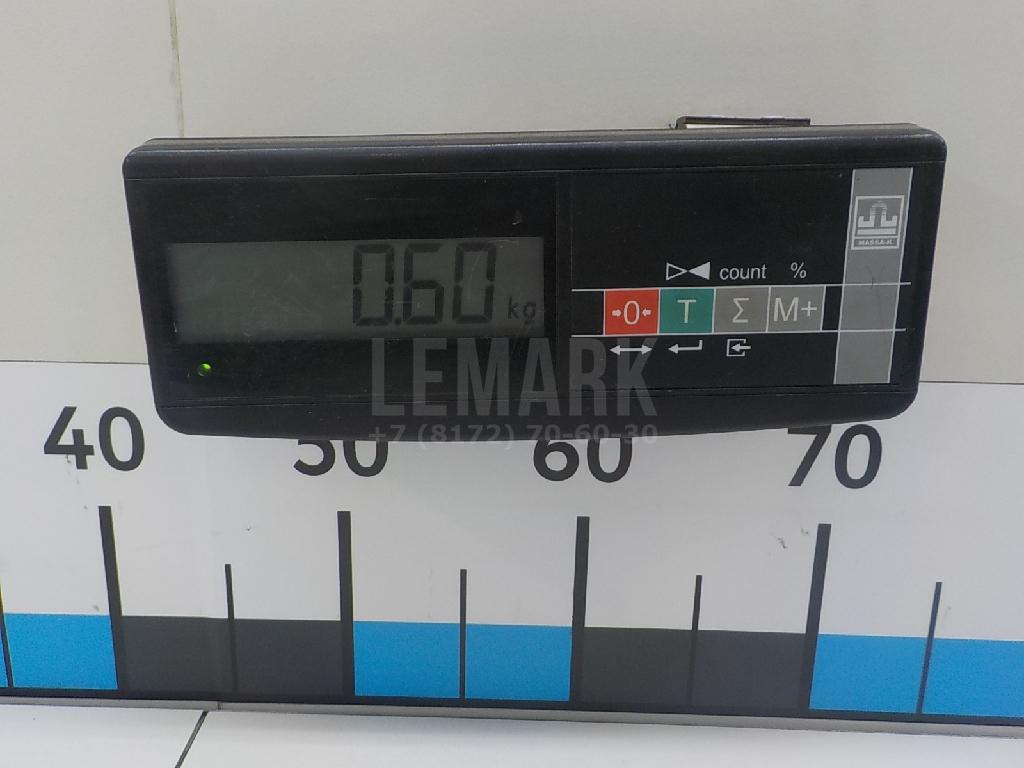 0.60 kg
MASSA-K
count %
→0← T Σ M+
LEMARK
+7 (8172) 70-60-30
40 50 60 70